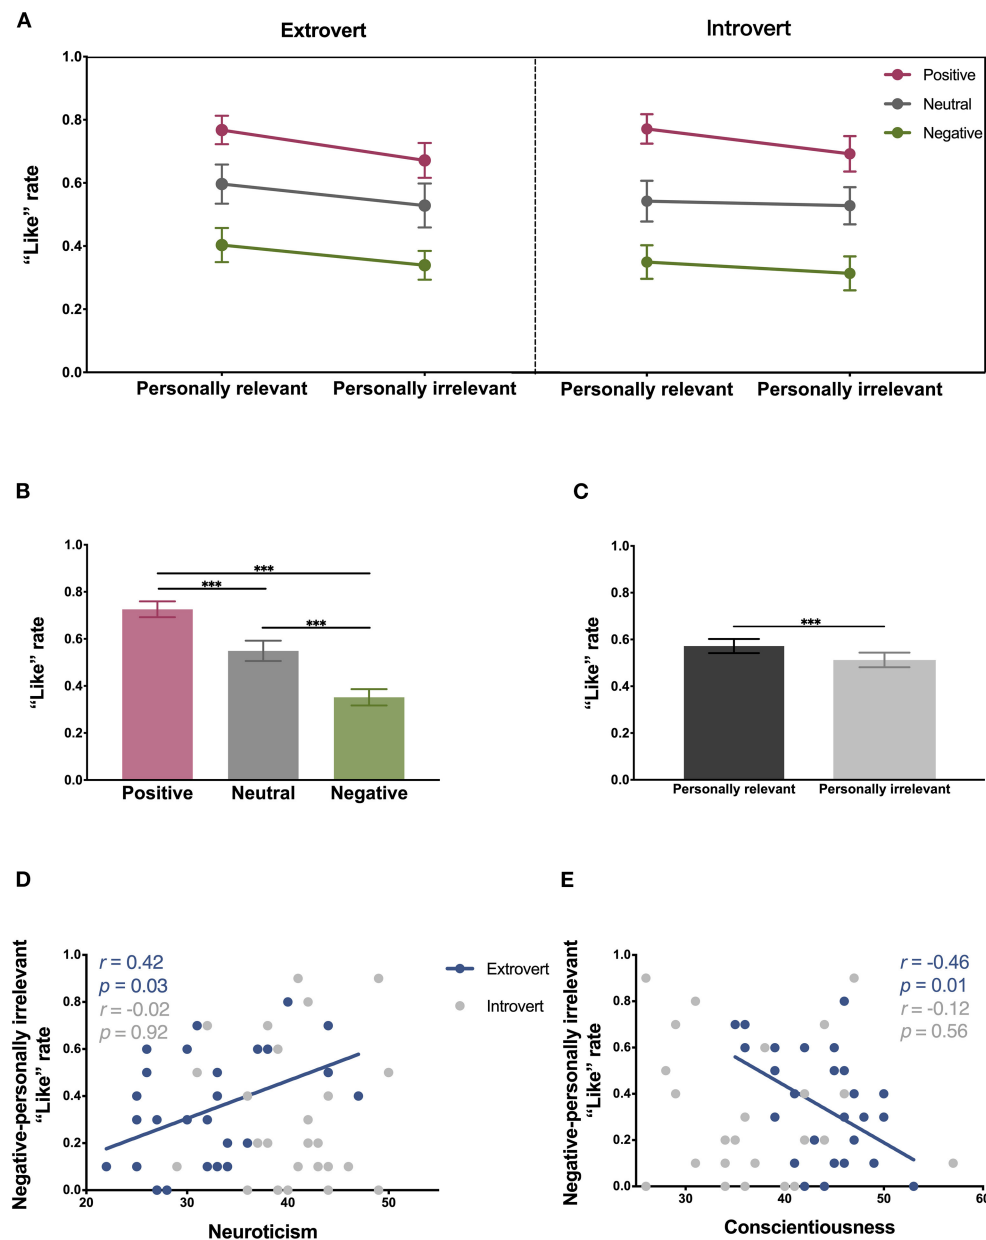 A
Extrovert
Introvert
1.0
0.8
0.6
0.4
0.2
0.0
“Like” rate
Positive
Neutral
Negative
Personally relevant
Personally irrelevant
Personally relevant
Personally irrelevant
B
1.0
0.8
0.6
0.4
0.2
0.0
“Like” rate
***
***
***
Positive
Neutral
Negative
C
1.0
0.8
0.6
0.4
0.2
0.0
“Like” rate
***
Personally relevant
Personally irrelevant
D
Negative-personally irrelevant
“Like” rate
1.0
0.8
0.6
0.4
0.2
0.0
r = 0.42
p = 0.03
r = -0.02
p = 0.92
20
30
40
50
Neuroticism
Extrovert
Introvert
E
Negative-personally irrelevant
“Like” rate
1.0
0.8
0.6
0.4
0.2
0.0
r = -0.46
p = 0.01
r = -0.12
p = 0.56
30
40
50
60
Conscientiousness